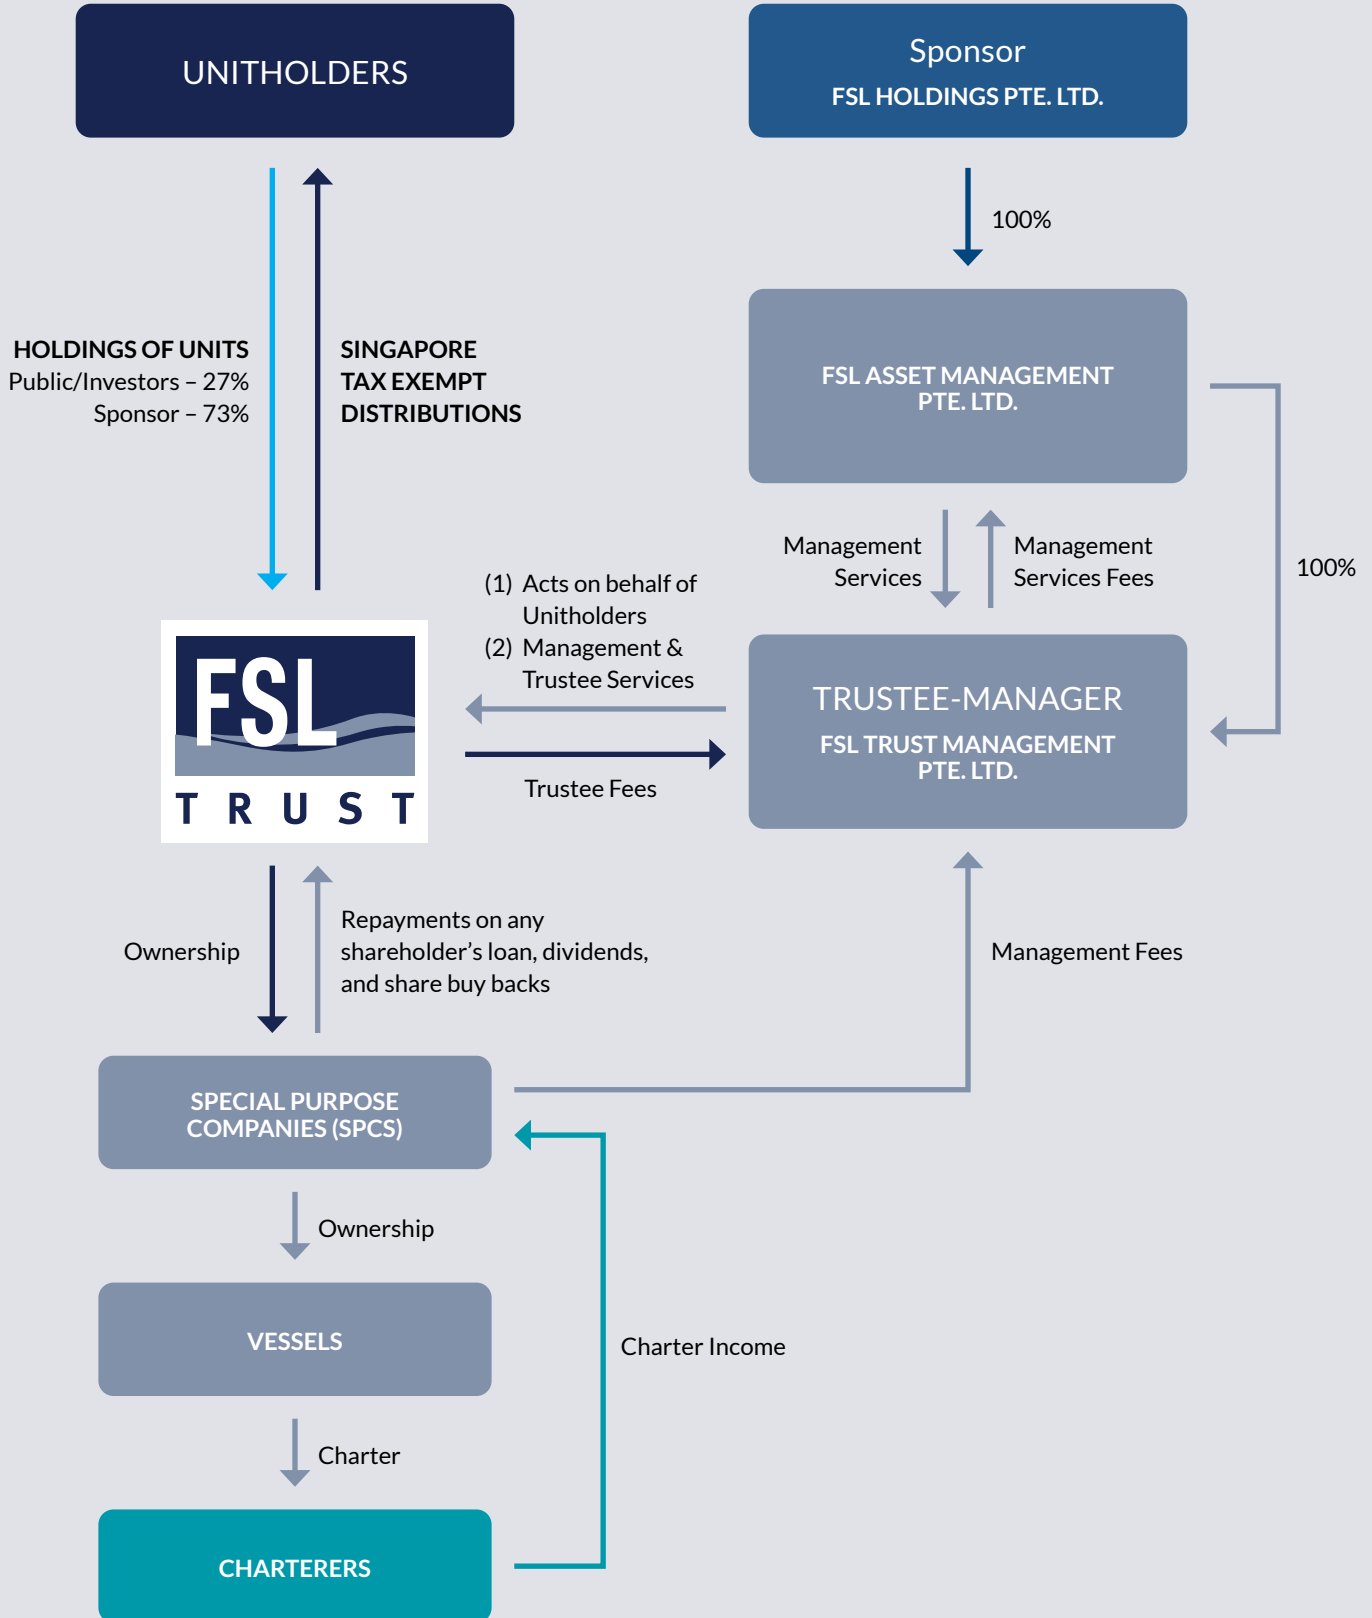 UNITHOLDERS
Sponsor
FSL HOLDINGS PTE. LTD.
100%
HOLDINGS OF UNITS
Public/Investors – 27%
Sponsor – 73%
SINGAPORE
TAX EXEMPT
DISTRIBUTIONS
FSL ASSET MANAGEMENT
PTE. LTD.
Management
Services
Management
Services Fees
100%
(1) Acts on behalf of
Unitholders
(2) Management &
Trustee Services
FSL
TRUST
TRUSTEE-MANAGER
FSL TRUST MANAGEMENT
PTE. LTD.
Trustee Fees
Ownership
Repayments on any
shareholder’s loan, dividends,
and share buy backs
Management Fees
SPECIAL PURPOSE
COMPANIES (SPCS)
Ownership
VESSELS
Charter Income
Charter
CHARTERERS